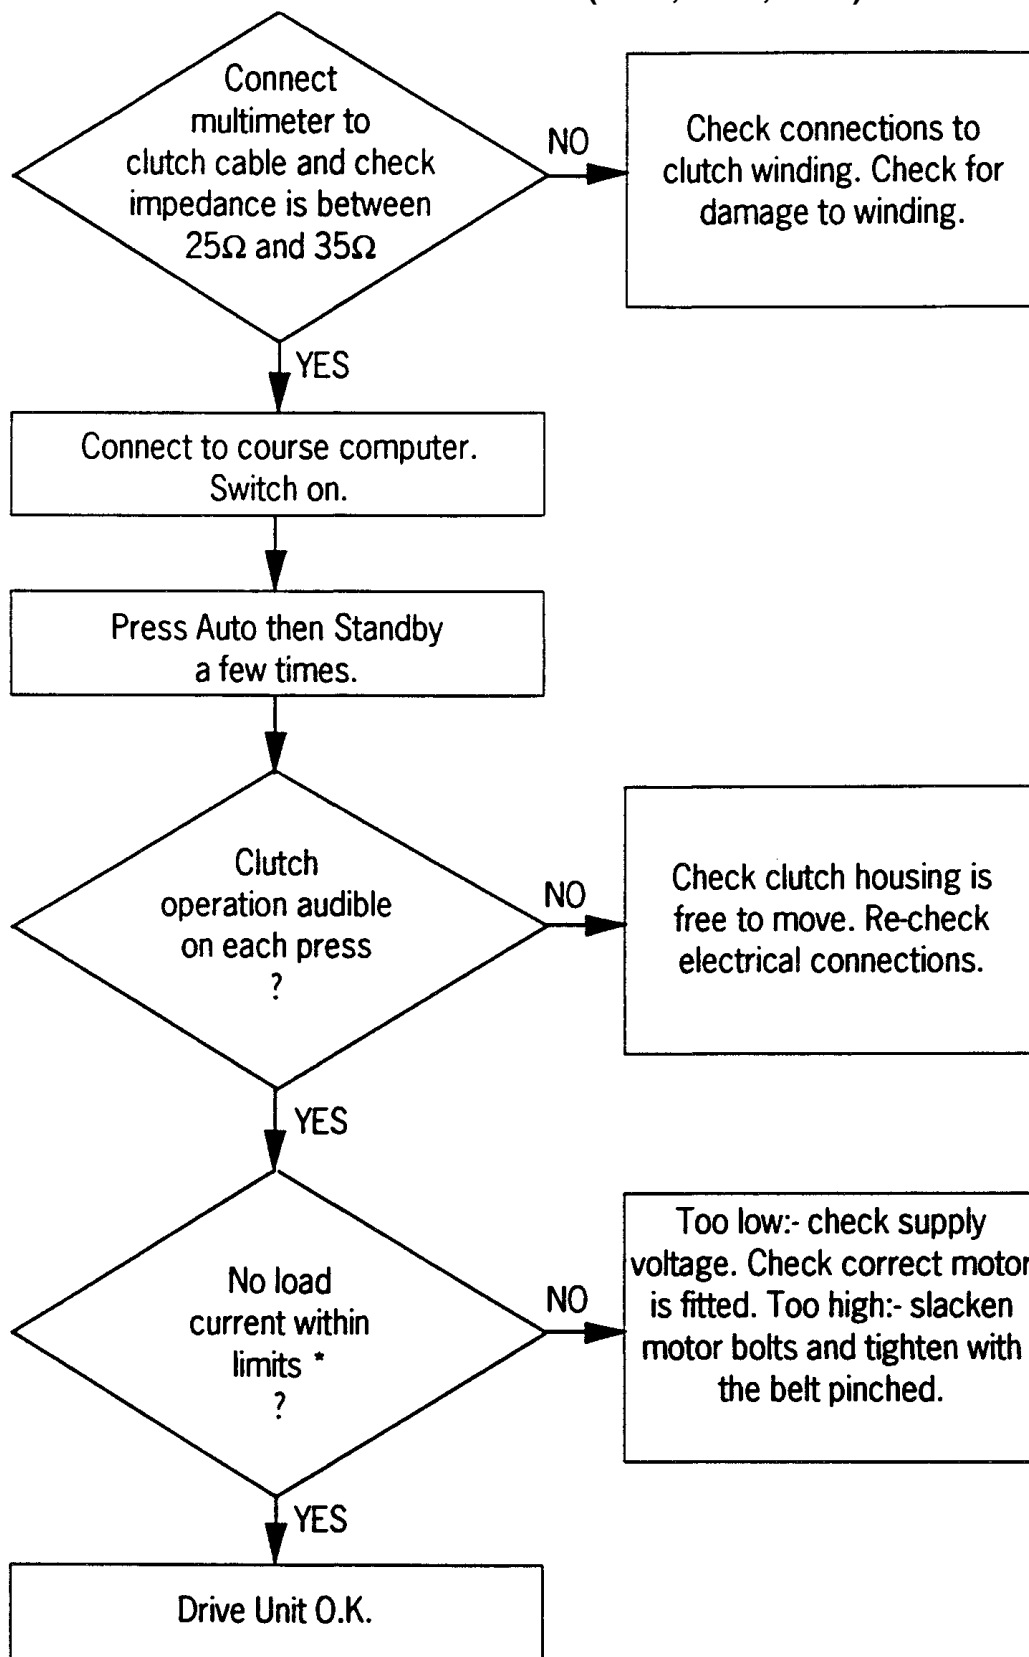 Connect
multimeter to
clutch cable and check
impedance is between
25Ω and 35Ω
NO
Check connections to
clutch winding. Check for
damage to winding.
YES
Connect to course computer.
Switch on.
Press Auto then Standby
a few times.
Clutch
operation audible
on each press
?
NO
Check clutch housing is
free to move. Re-check
electrical connections.
YES
No load
current within
limits *
?
NO
Too low:- check supply
voltage. Check correct motor
is fitted. Too high:- slacken
motor bolts and tighten with
the belt pinched.
YES
Drive Unit O.K.